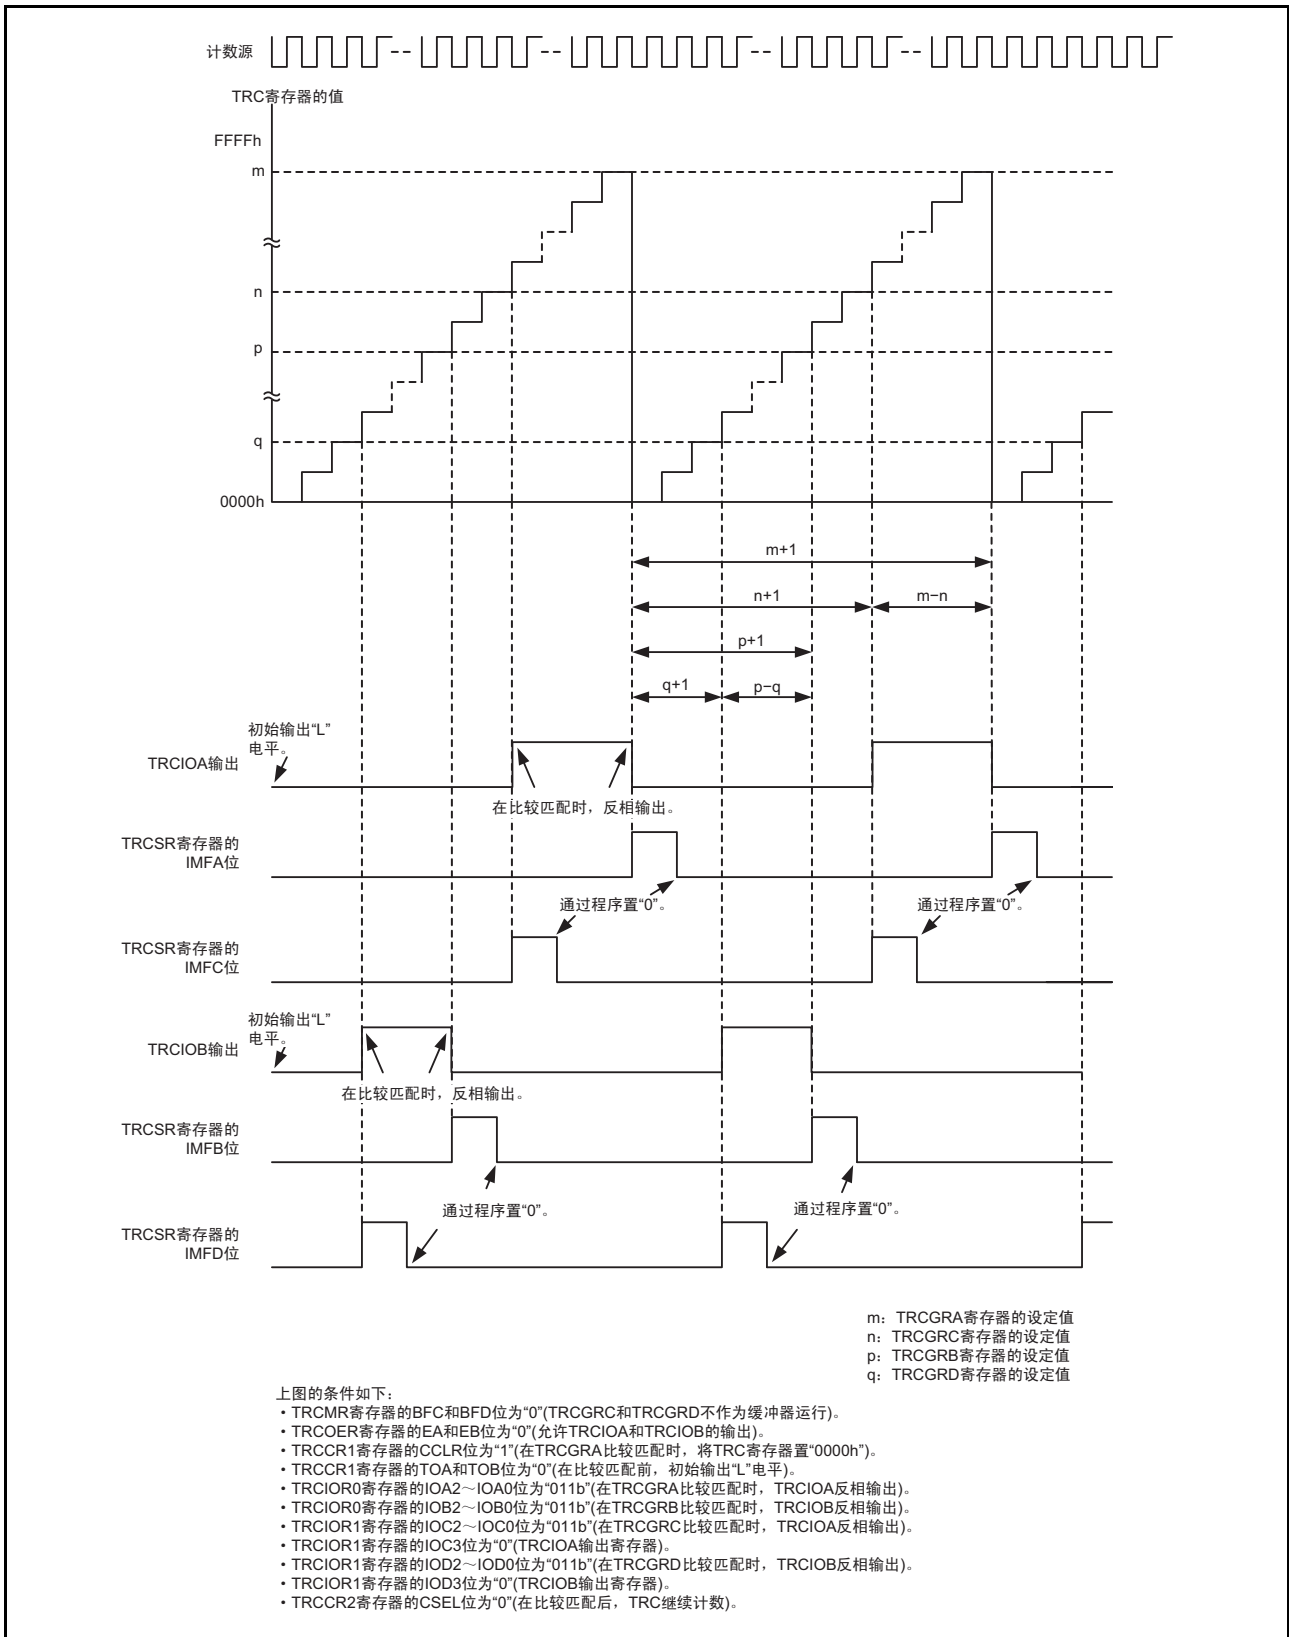 计数源
TRC寄存器的值
FFFFh
m
n
p
q
0000h
m+1
n+1
m−n
p+1
q+1
p−q
初始输出“L”
电平。
TRCIOA输出
在比较匹配时，反相输出。
TRCSR寄存器的
IMFA位
通过程序置“0”。
通过程序置“0”。
TRCSR寄存器的
IMFC位
初始输出“L”
电平。
TRCIOB输出
在比较匹配时，反相输出。
TRCSR寄存器的
IMFB位
通过程序置“0”。
通过程序置“0”。
TRCSR寄存器的
IMFD位
m：TRCGRA寄存器的设定值
n：TRCGRC寄存器的设定值
p：TRCGRB寄存器的设定值
q：TRCGRD寄存器的设定值
上图的条件如下：
・TRCMR寄存器的BFC和BFD位为“0”(TRCGRC和TRCGRD不作为缓冲器运行)。
・TRCOER寄存器的EA和EB位为“0”(允许TRCIOA和TRCIOB的输出)。
・TRCCR1寄存器的CCLR位为“1”(在TRCGRA比较匹配时，将TRC寄存器置“0000h”)。
・TRCCR1寄存器的TOA和TOB位为“0”(在比较匹配前，初始输出“L”电平)。
・TRCIOR0寄存器的IOA2～IOA0位为“011b”(在TRCGRA比较匹配时，TRCIOA反相输出)。
・TRCIOR0寄存器的IOB2～IOB0位为“011b”(在TRCGRB比较匹配时，TRCIOB反相输出)。
・TRCIOR1寄存器的IOC2～IOC0位为“011b”(在TRCGRC比较匹配时，TRCIOA反相输出)。
・TRCIOR1寄存器的IOC3位为“0”(TRCIOA输出寄存器)。
・TRCIOR1寄存器的IOD2～IOD0位为“011b”(在TRCGRD比较匹配时，TRCIOB反相输出)。
・TRCIOR1寄存器的IOD3位为“0”(TRCIOB输出寄存器)。
・TRCCR2寄存器的CSEL位为“0”(在比较匹配后，TRC继续计数)。